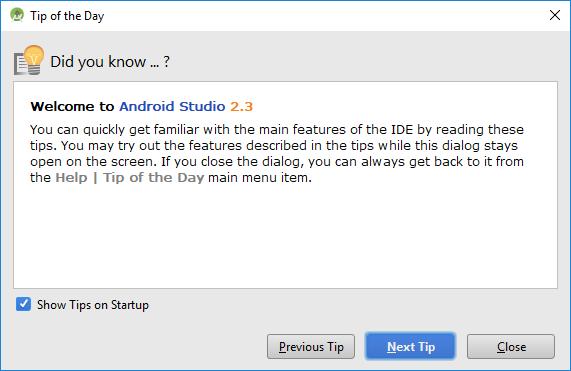 Tip of the Day
Did you know ... ?
Welcome to Android Studio 2.3
You can quickly get familiar with the main features of the IDE by reading these
tips. You may try out the features described in the tips while this dialog stays
open on the screen. If you close the dialog, you can always get back to it from
the Help | Tip of the Day main menu item.
Show Tips on Startup
Previous Tip
Next Tip
Close